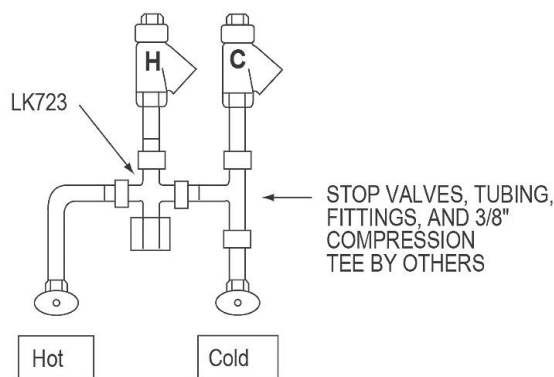 H
C
LK723
STOP VALVES, TUBING,
FITTINGS, AND 3/8"
COMPRESSION
TEE BY OTHERS
Hot
Cold